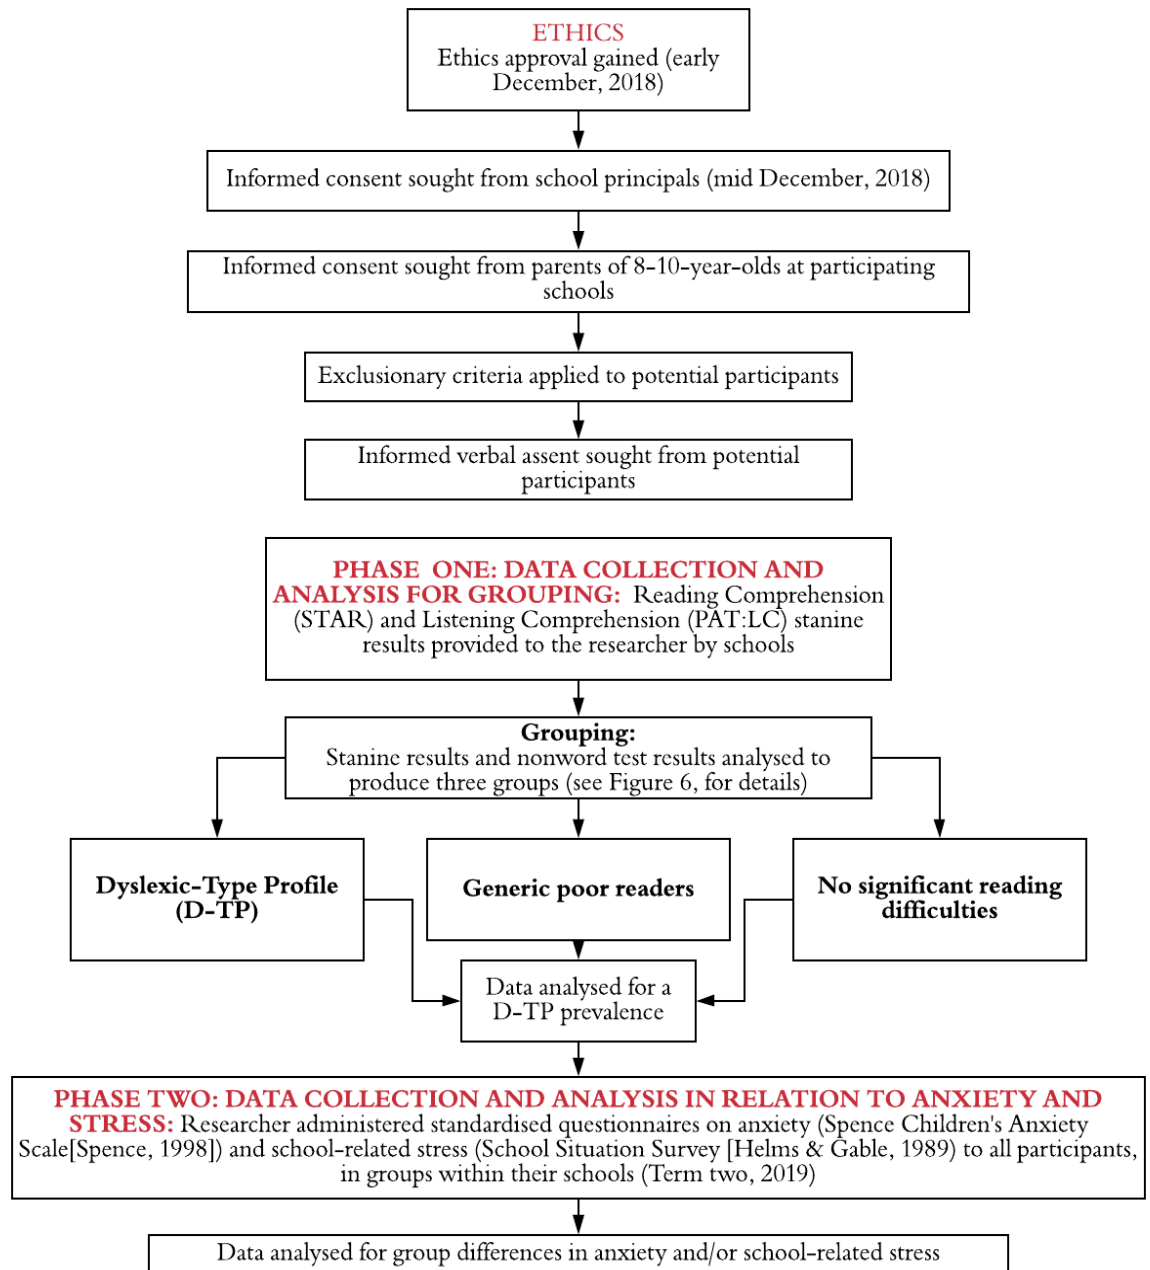 ETHICS
Ethics approval gained (early
December, 2018)
Informed consent sought from school principals (mid December, 2018)
Informed consent sought from parents of 8-10-year-olds at participating
schools
Exclusionary criteria applied to potential participants
Informed verbal assent sought from potential
participants
PHASE ONE: DATA COLLECTION AND
ANALYSIS FOR GROUPING: Reading Comprehension
(STAR) and Listening Comprehension (PAT:LC) stanine
results provided to the researcher by schools
Grouping:
Stanine results and nonword test results analysed to
produce three groups (see Figure 6, for details)
Dyslexic-Type Profile
(D-TP)
Generic poor readers
No significant reading
difficulties
Data analysed for a
D-TP prevalence
PHASE TWO: DATA COLLECTION AND ANALYSIS IN RELATION TO ANXIETY AND
STRESS: Researcher administered standardised questionnaires on anxiety (Spence Children's Anxiety
Scale[Spence, 1998]) and school-related stress (School Situation Survey [Helms & Gable, 1989) to all participants,
in groups within their schools (Term two, 2019)
Data analysed for group differences in anxiety and/or school-related stress